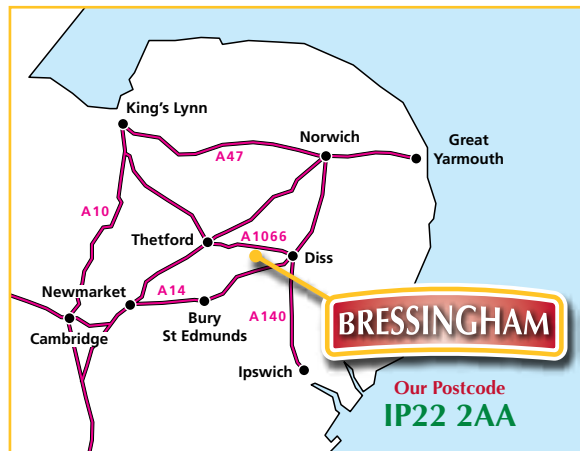 King's Lynn
Norwich
Great
Yarmouth
A47
A10
Thetford
A1066
Diss
Newmarket
A14
Cambridge
Bury
St Edmunds
A140
BRESSINGHAM
Ipswich
Our Postcode
IP22 2AA